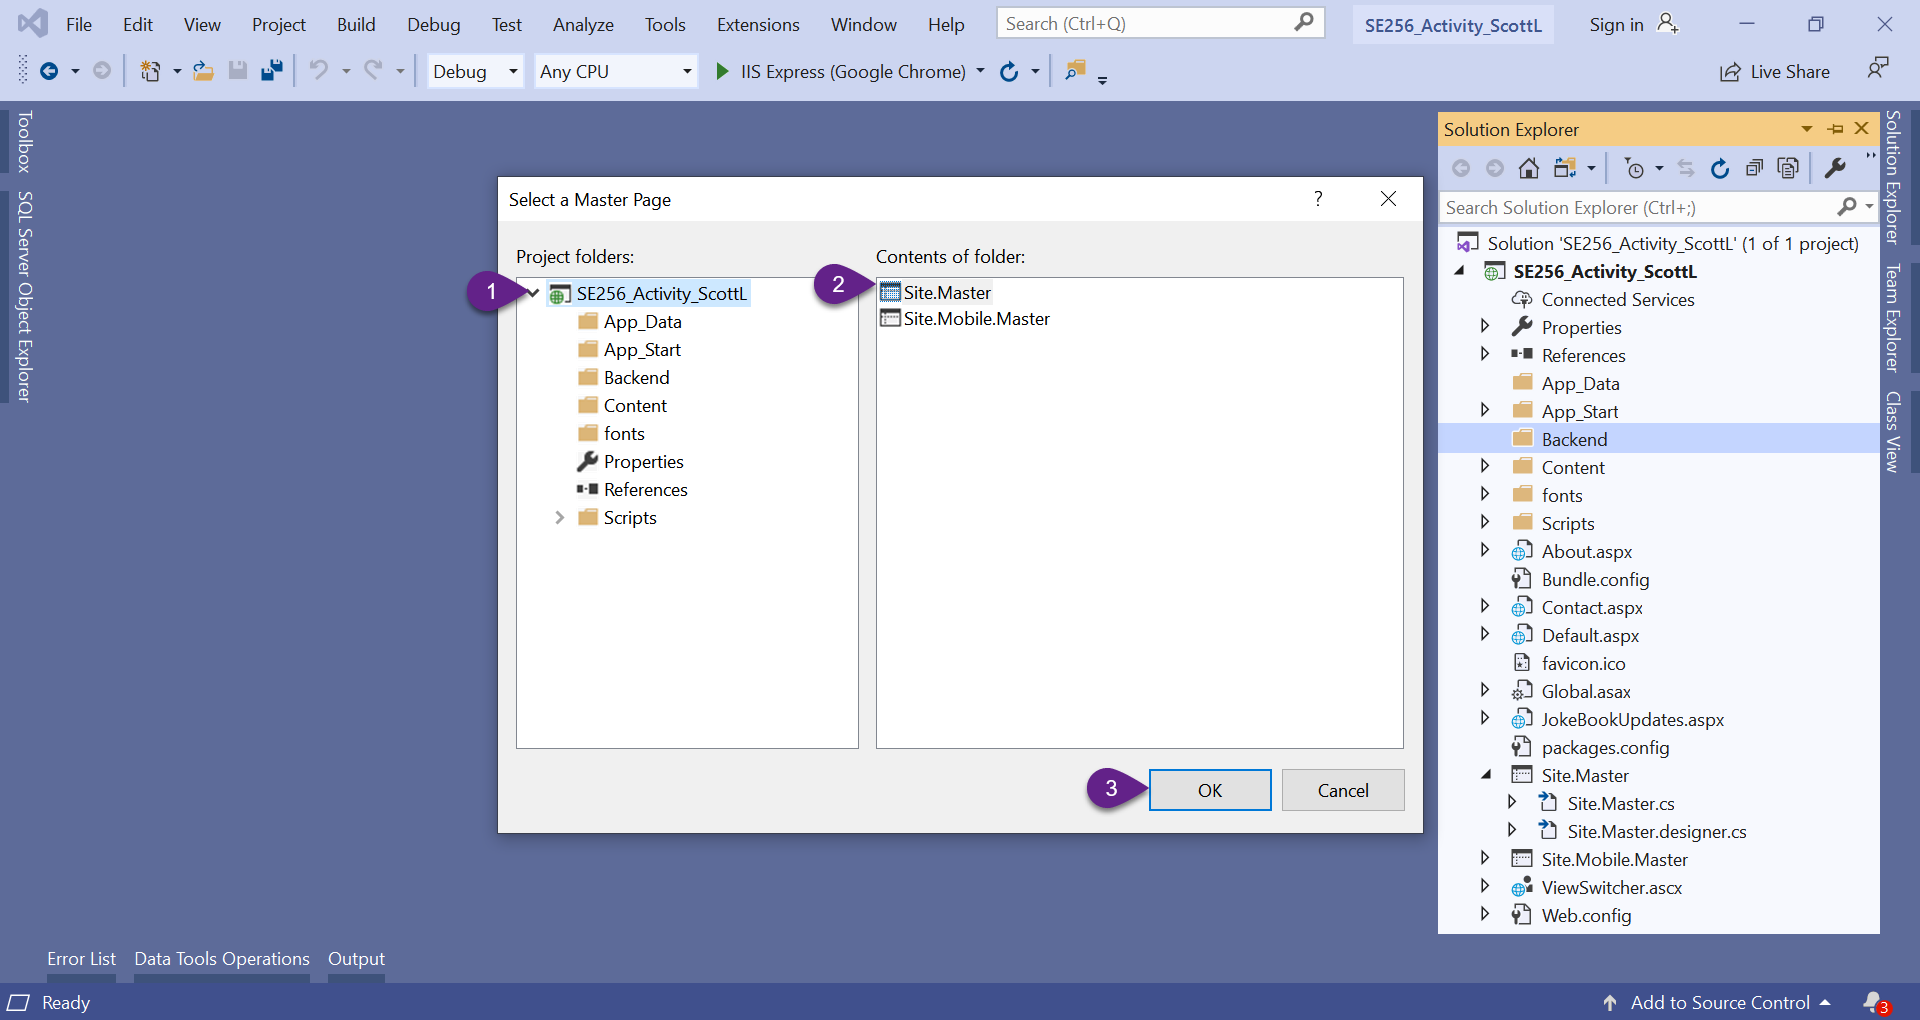 File Edit View Project Build Debug Test Analyze Tools Extensions Window Help Search (Ctrl+Q) SE256_Activity_ScottL Sign in
Debug Any CPU IIS Express (Google Chrome) Live Share
Toolbox
SQL Server Object Explorer
Select a Master Page ?
Project folders:
1 SE256_Activity_ScottL
App_Data
App_Start
Backend
Content
fonts
Properties
References
Scripts
Contents of folder:
2 Site.Master
Site.Mobile.Master
3 OK Cancel
Solution Explorer
Search Solution Explorer (Ctrl+;)
Solution 'SE256_Activity_ScottL' (1 of 1 project)
SE256_Activity_ScottL
Connected Services
Properties
References
App_Data
App_Start
Backend
Content
fonts
Scripts
About.aspx
Bundle.config
Contact.aspx
Default.aspx
favicon.ico
Global.asax
JokeBookUpdates.aspx
packages.config
Site.Master
Site.Master.cs
Site.Master.designer.cs
Site.Mobile.Master
ViewSwitcher.ascx
Web.config
Solution Explorer
Team Explorer
Class View
Error List Data Tools Operations Output
Ready Add to Source Control 3